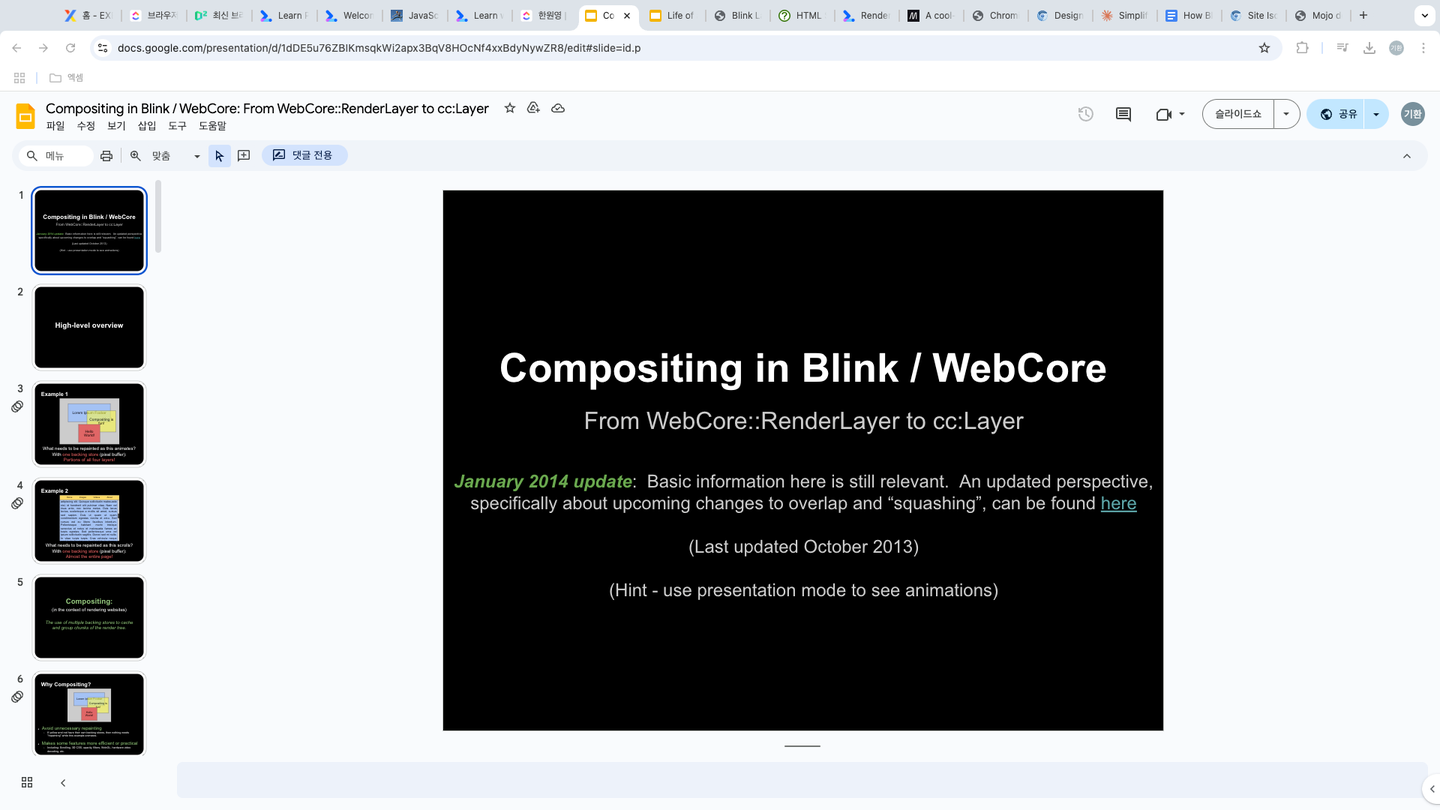 홈 - EX
브라우저
최신 브라
Learn
Welcor
JavaSc
Learn v
한원영
Co
Life of
Blink L
HTML
Render
A cool
Chrom
Design
Simplif
How Bl
Site Iso
Mojo d
docs.google.com/presentation/d/1dDE5u76ZBlKmsqkWi2apx3BqV8HOcNf4xxBdyNywZR8/edit#slide=id.p
기환
엑셈
Compositing in Blink / WebCore: From WebCore::RenderLayer to cc:Layer
파일 수정 보기 삽입 도구 도움말
슬라이드쇼
공유
기환
메뉴
맞춤
댓글 전용
1
Compositing in Blink / WebCore
From WebCore::RenderLayer to cc:Layer
2
High-level overview
3
Example 1
What needs to be repainted as this animates?
With one backing store (pixel buffer):
Portions of all four layers!
4
Example 2
What needs to be repainted as this scrolls?
With one backing store (pixel buffer):
Almost the entire page!
5
Compositing:
(in the context of rendering websites)
The use of multiple backing stores to cache
and group chunks of the render tree.
6
Why Compositing?
Avoid unnecessary repainting
Makes some features more efficient or practical
Compositing in Blink / WebCore
From WebCore::RenderLayer to cc:Layer
January 2014 update:  Basic information here is still relevant.  An updated perspective,
specifically about upcoming changes to overlap and “squashing”, can be found here
(Last updated October 2013)
(Hint - use presentation mode to see animations)